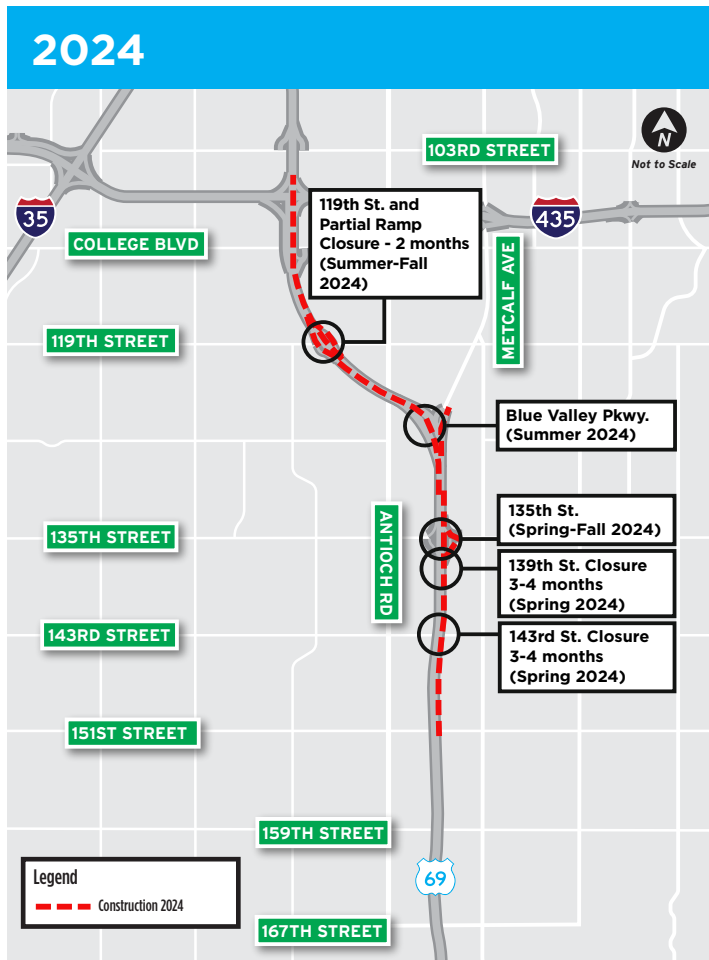 2024
103RD STREET
N
Not to Scale
35
435
COLLEGE BLVD
119th St. and
Partial Ramp
Closure - 2 months
(Summer-Fall
2024)
METCALF AVE
119TH STREET
Blue Valley Pkwy.
(Summer 2024)
135th St.
(Spring-Fall 2024)
ANTIOCH RD
135TH STREET
139th St. Closure
3-4 months
(Spring 2024)
143RD STREET
143rd St. Closure
3-4 months
(Spring 2024)
151ST STREET
159TH STREET
69
Legend
Construction 2024
167TH STREET